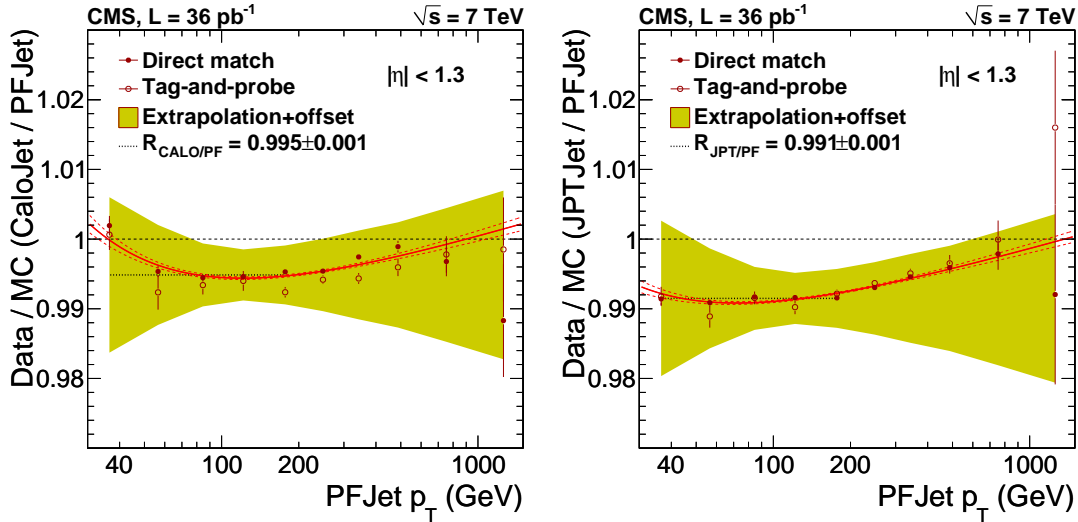 CMS, L = 36 pb-1 √s = 7 TeV
Direct match
Tag-and-probe
|η| < 1.3
Extrapolation+offset
RCALO/PF = 0.995±0.001
1.02
1.01
1
0.99
0.98
Data / MC (CaloJet / PFJet)
40 100 200 1000
PFJet pT (GeV)
CMS, L = 36 pb-1 √s = 7 TeV
Direct match
Tag-and-probe
|η| < 1.3
Extrapolation+offset
RJPT/PF = 0.991±0.001
1.02
1.01
1
0.99
0.98
Data / MC (JPTJet / PFJet)
40 100 200 1000
PFJet pT (GeV)